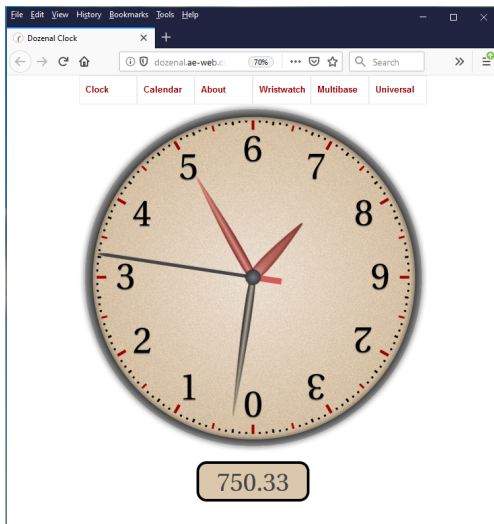 File Edit View History Bookmarks Tools Help
Dozenal Clock
dozenal.ae-web.c 70% Search
Clock Calendar About Wristwatch Multibase Universal
6
5 7
4 8
3 9
2 ↊
1 ↋
0
750.33